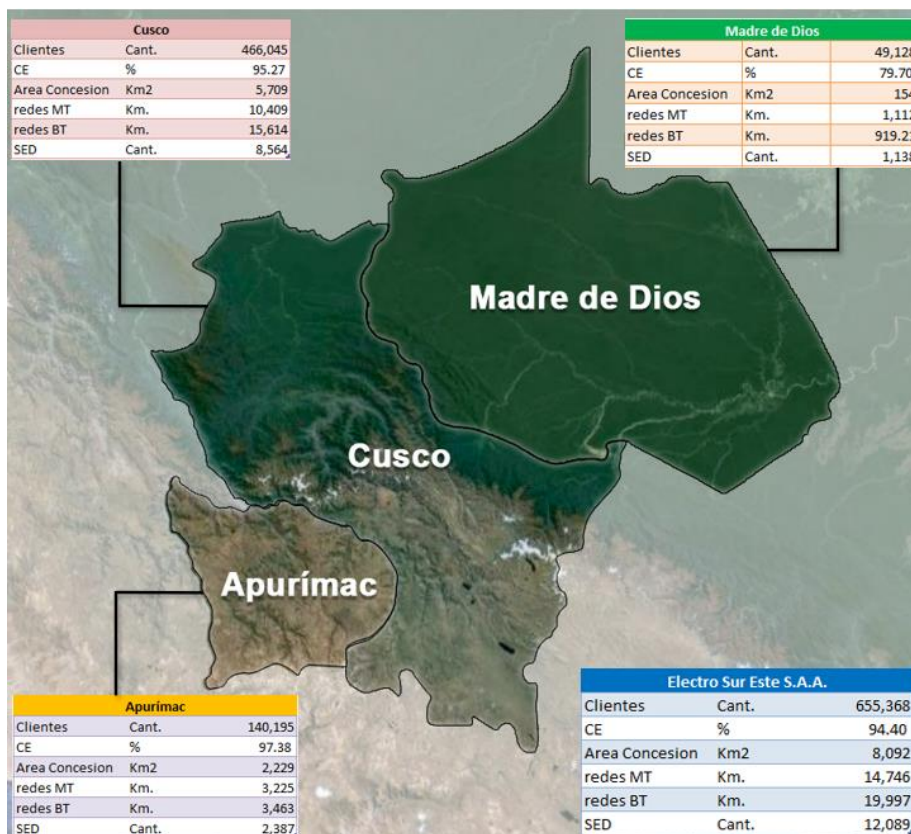 Cusco
Clientes Cant. 466,045
CE % 95.27
Area Concesion Km2 5,709
redes MT Km. 10,409
redes BT Km. 15,614
SED Cant. 8,564
Madre de Dios
Clientes Cant. 49,128
CE % 79.70
Area Concesion Km2 154
redes MT Km. 1,112
redes BT Km. 919.21
SED Cant. 1,138
Madre de Dios
Cusco
Apurímac
Apurímac
Clientes Cant. 140,195
CE % 97.38
Area Concesion Km2 2,229
redes MT Km. 3,225
redes BT Km. 3,463
SED Cant. 2,387
Electro Sur Este S.A.A.
Clientes Cant. 655,368
CE % 94.40
Area Concesion Km2 8,092
redes MT Km. 14,746
redes BT Km. 19,997
SED Cant. 12,089